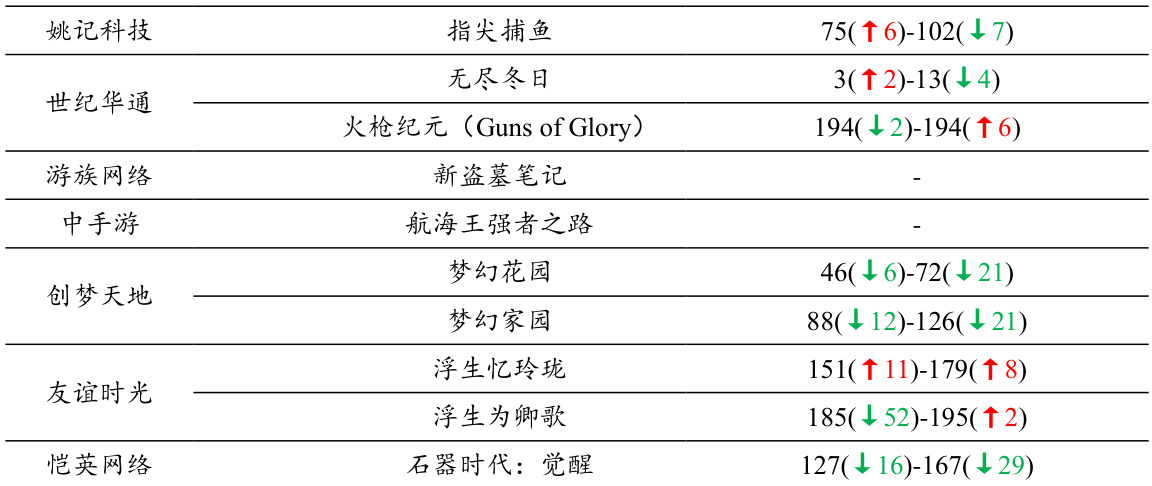 姚记科技 指尖捕鱼 75(↑6)-102(↓7)
世纪华通 无尽冬日 3(↑2)-13(↓4)
火枪纪元（Guns of Glory） 194(↓2)-194(↑6)
游族网络 新盗墓笔记 -
中手游 航海王强者之路 -
创梦天地 梦幻花园 46(↓6)-72(↓21)
梦幻家园 88(↓12)-126(↓21)
友谊时光 浮生忆玲珑 151(↑11)-179(↑8)
浮生为卿歌 185(↓52)-195(↑2)
恺英网络 石器时代：觉醒 127(↓16)-167(↓29)